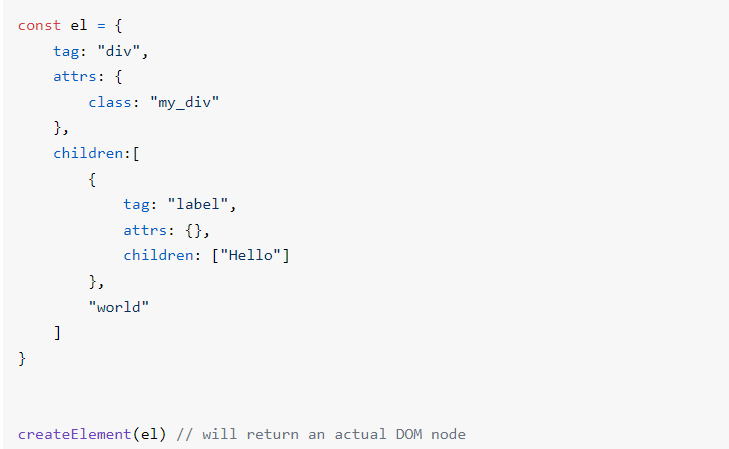 const el = {
    tag: "div",
    attrs: {
        class: "my_div"
    },
    children:[
        {
            tag: "label",
            attrs: {},
            children: ["Hello"]
        },
        "world"
    ]
}
createElement(el) // will return an actual DOM node